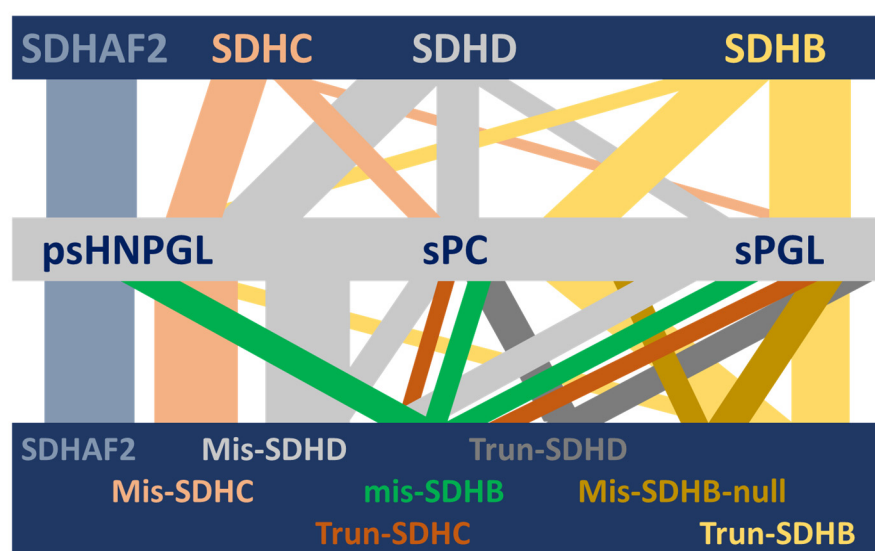 SDHAF2 SDHC SDHD SDHB
psHNPGL sPC sPGL
SDHAF2 Mis-SDHD Trun-SDHD
Mis-SDHC mis-SDHB Mis-SDHB-null
Trun-SDHC Trun-SDHB